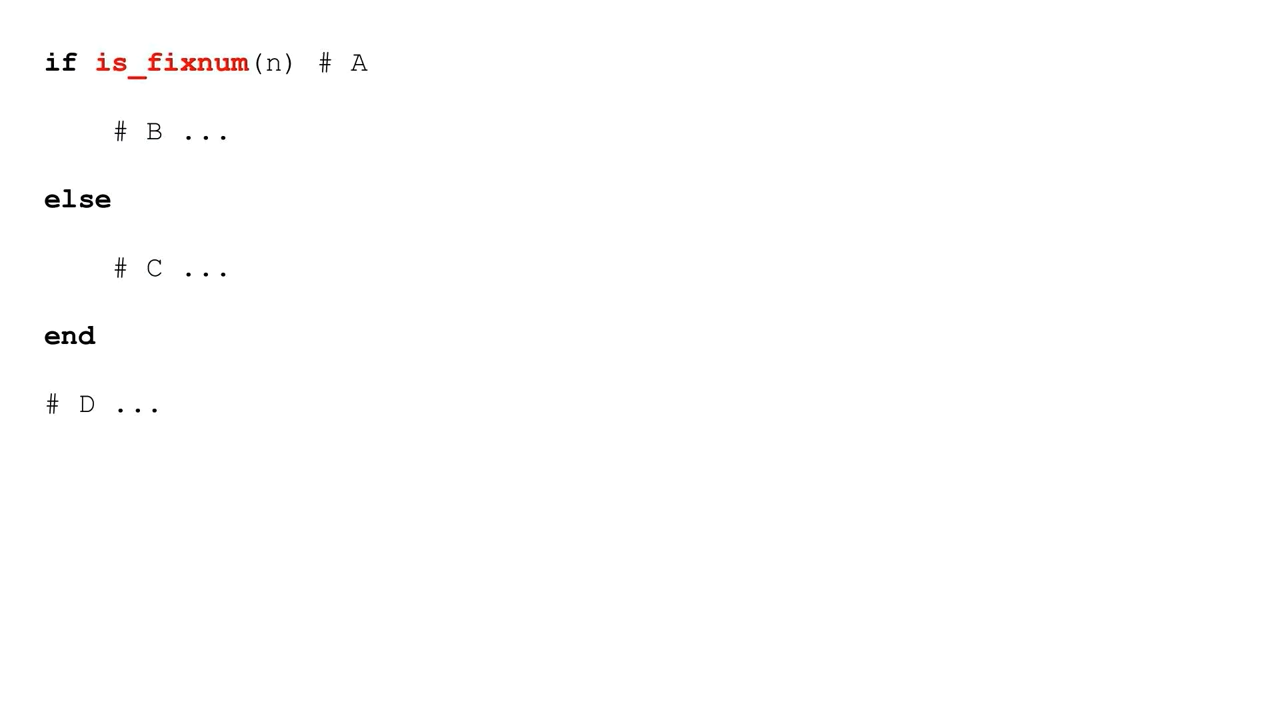 if is_fixnum(n) # A
# B ...
else
# C ...
end
# D ...